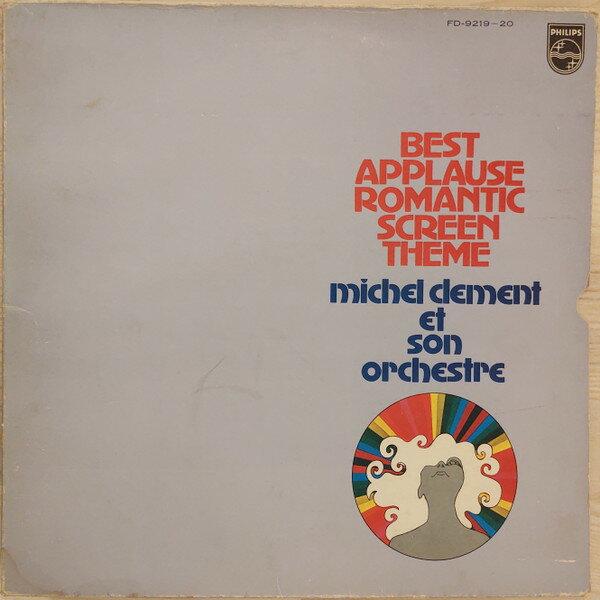 FD-9219-20
PHILIPS
BEST
APPLAUSE
ROMANTIC
SCREEN
THEME
michel clement
et
son
orchestre